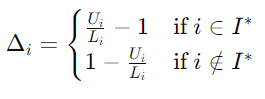 Δ_i = { U_i/L_i − 1 if i ∈ I*
1 − U_i/L_i if i ∉ I*